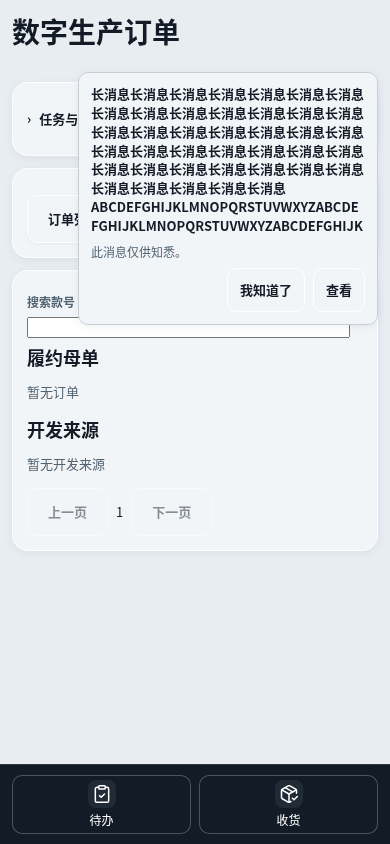 数字生产订单
› 任务与
长消息长消息长消息长消息长消息长消息长消息
长消息长消息长消息长消息长消息长消息长消息
长消息长消息长消息长消息长消息长消息长消息
长消息长消息长消息长消息长消息长消息长消息
长消息长消息长消息长消息长消息长消息长消息
长消息长消息长消息长消息长消息
ABCDEFGHIJKLMNOPQRSTUVWXYZABCDE
FGHIJKLMNOPQRSTUVWXYZABCDEFGHIJK
此消息仅供知悉。
我知道了
查看
搜索款号
履约母单
暂无订单
开发来源
暂无开发来源
上一页 1 下一页
待办
收货